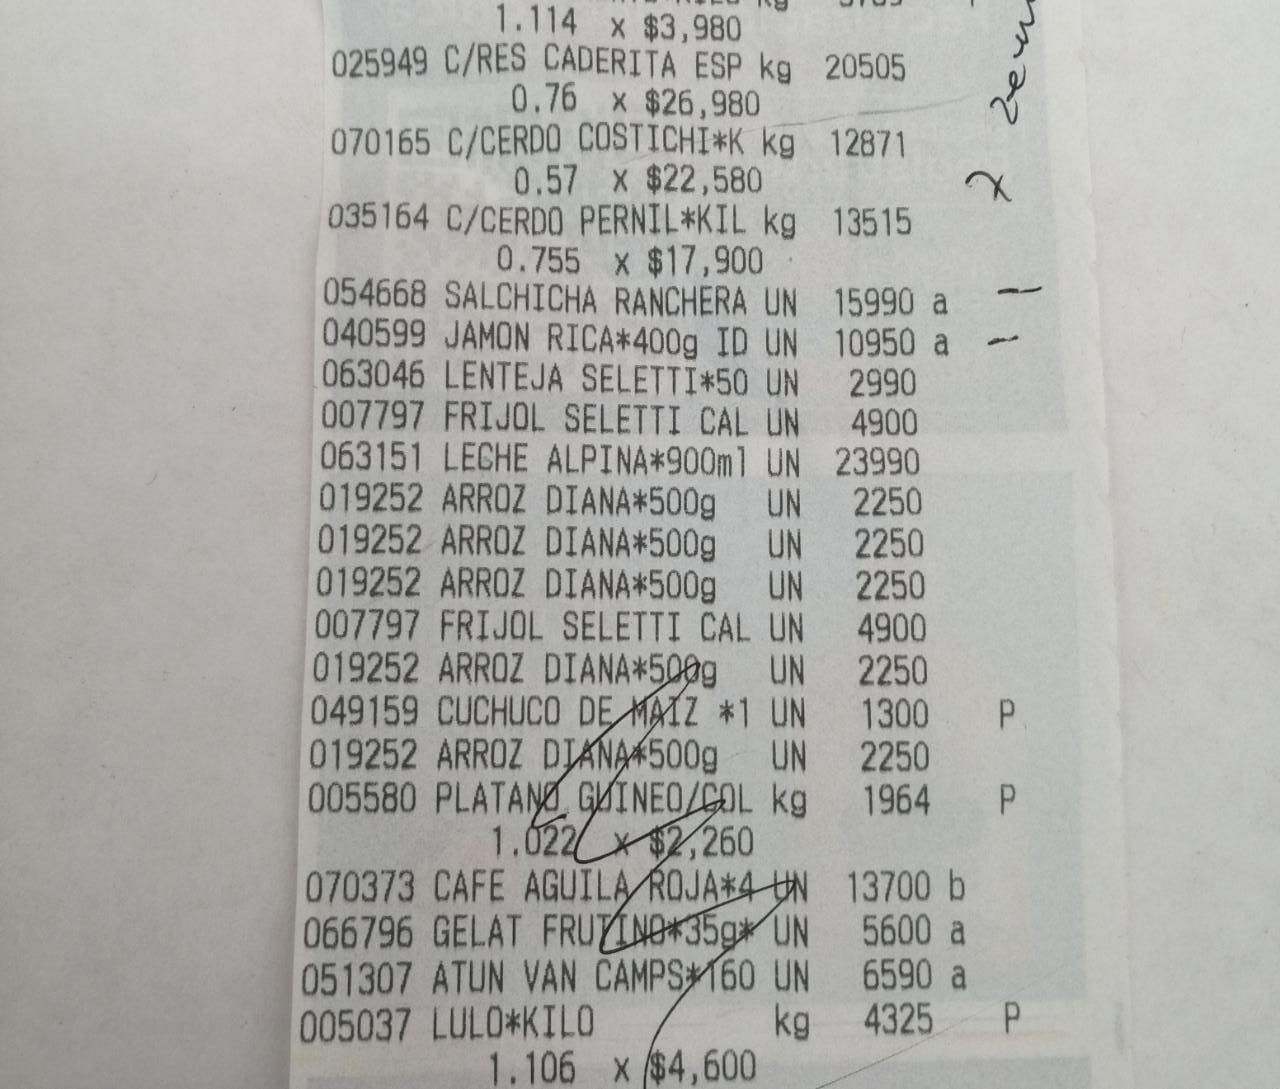 1.114 x $3,980
025949 C/RES CADERITA ESP kg 20505
0.76 x $26,980
070165 C/CERDO COSTICHI*K kg 12871
0.57 x $22,580
035164 C/CERDO PERNIL*KIL kg 13515
0.755 x $17,900
054668 SALCHICHA RANCHERA UN 15990 a
040599 JAMON RICA*400g ID UN 10950 a
063046 LENTEJA SELETTI*50 UN 2990
007797 FRIJOL SELETTI CAL UN 4900
063151 LECHE ALPINA*900ml UN 23990
019252 ARROZ DIANA*500g UN 2250
019252 ARROZ DIANA*500g UN 2250
019252 ARROZ DIANA*500g UN 2250
007797 FRIJOL SELETTI CAL UN 4900
019252 ARROZ DIANA*500g UN 2250
049159 CUCHUCO DE MAIZ *1 UN 1300 P
019252 ARROZ DIANA*500g UN 2250
005580 PLATANO GUINEO/COL kg 1964 P
1.022 x $2,260
070373 CAFE AGUILA ROJA*4 UN 13700 b
066796 GELAT FRUTINO*35g* UN 5600 a
051307 ATUN VAN CAMPS*160 UN 6590 a
005037 LULO*KILO kg 4325 P
1.106 x $4,600